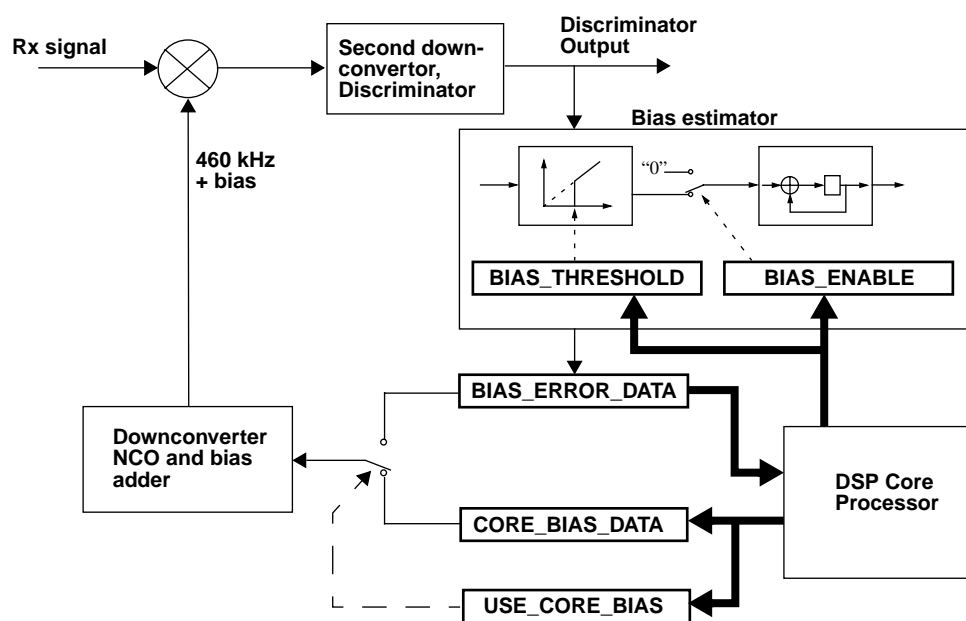 Rx signal
Second down-
convertor,
Discriminator
Discriminator
Output
Bias estimator
460 kHz
+ bias
“0”
BIAS_THRESHOLD
BIAS_ENABLE
BIAS_ERROR_DATA
Downconverter
NCO and bias
adder
DSP Core
Processor
CORE_BIAS_DATA
USE_CORE_BIAS